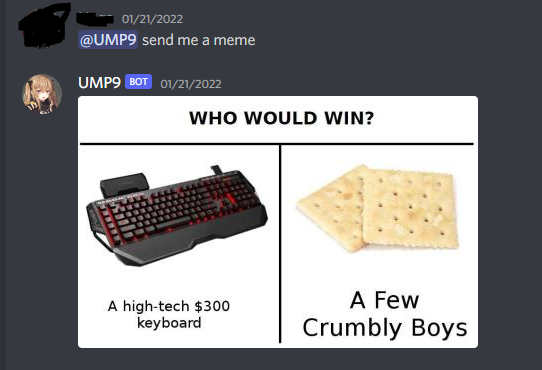 01/21/2022
@UMP9 send me a meme
UMP9 BOT 01/21/2022
WHO WOULD WIN?
A high-tech $300
keyboard
A Few
Crumbly Boys